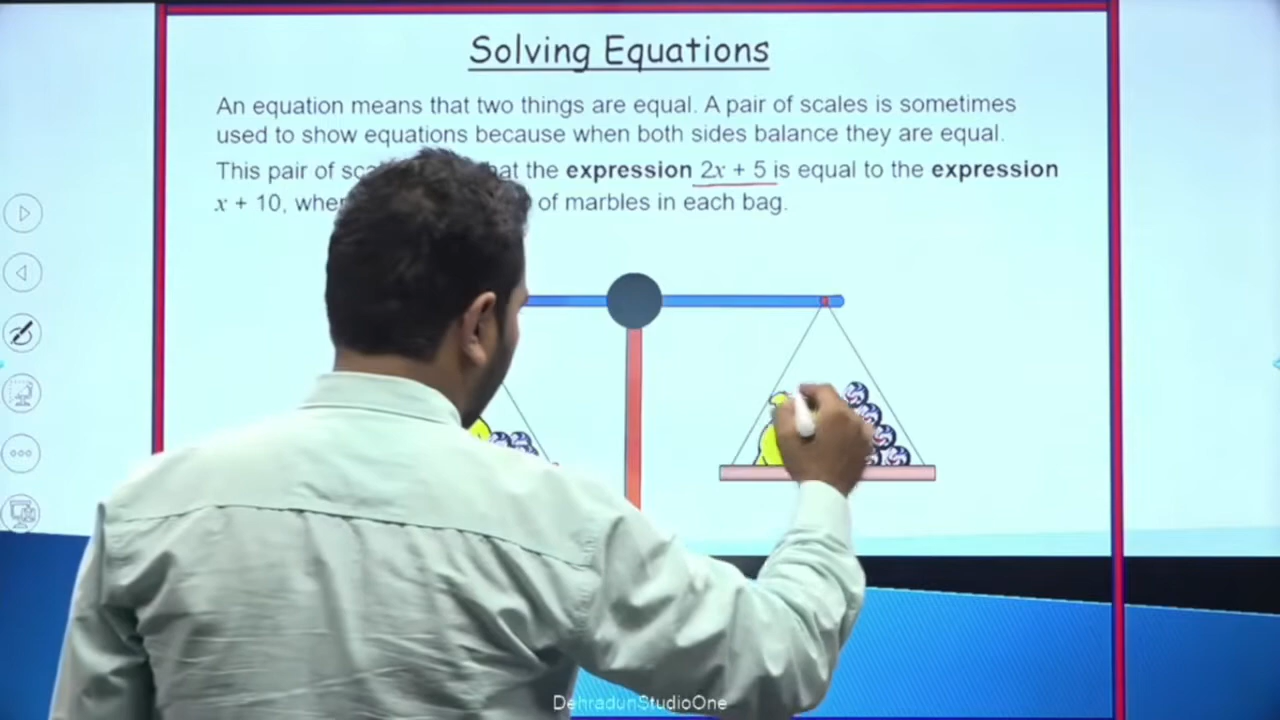 Solving Equations
An equation means that two things are equal. A pair of scales is sometimes
used to show equations because when both sides balance they are equal.
This pair of at the expression 2x + 5 is equal to the expression
x + 10, of marbles in each bag.
DehradunStudioOne